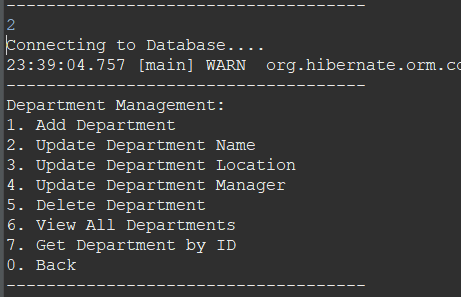 ------------------------------------
2
Connecting to Database....
23:39:04.757 [main] WARN  org.hibernate.orm.co
------------------------------------
Department Management:
1. Add Department
2. Update Department Name
3. Update Department Location
4. Update Department Manager
5. Delete Department
6. View All Departments
7. Get Department by ID
0. Back
------------------------------------